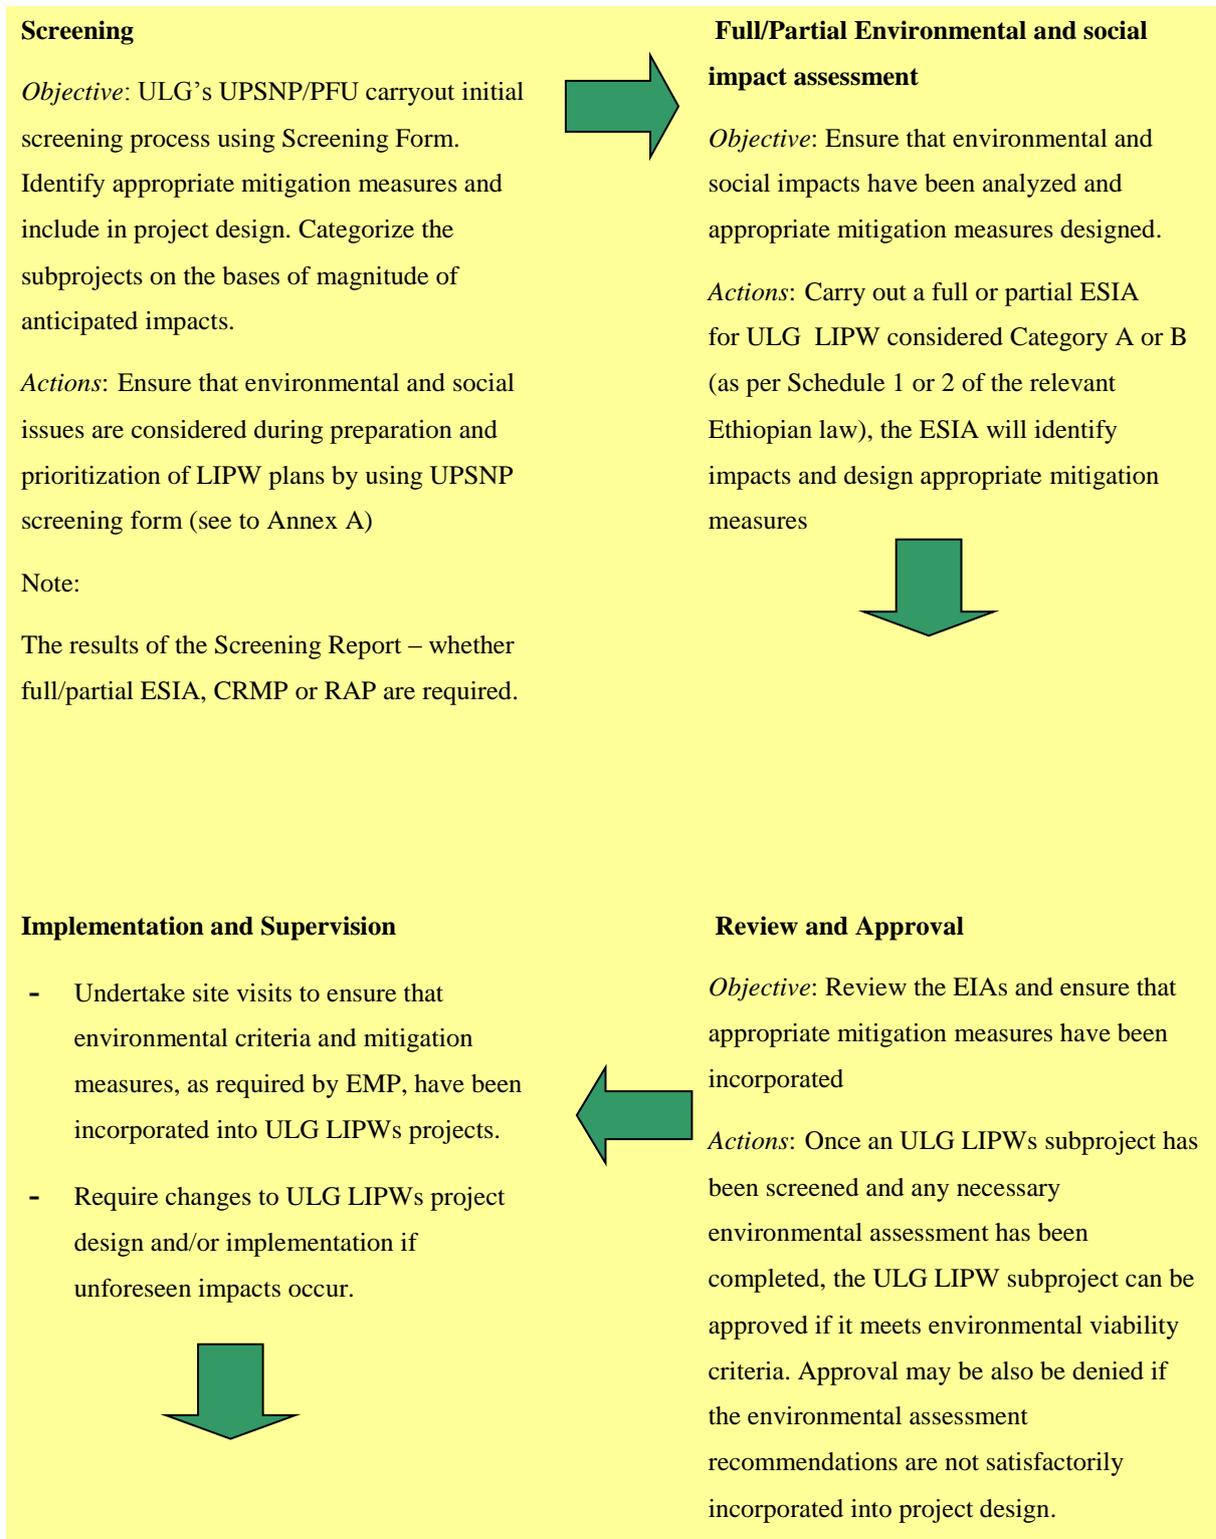 Screening
Objective: ULG’s UPSNP/PFU carryout initial
screening process using Screening Form.
Identify appropriate mitigation measures and
include in project design. Categorize the
subprojects on the bases of magnitude of
anticipated impacts.
Actions: Ensure that environmental and social
issues are considered during preparation and
prioritization of LIPW plans by using UPSNP
screening form (see to Annex A)
Note:
The results of the Screening Report – whether
full/partial ESIA, CRMP or RAP are required.
Full/Partial Environmental and social
impact assessment
Objective: Ensure that environmental and
social impacts have been analyzed and
appropriate mitigation measures designed.
Actions: Carry out a full or partial ESIA
for ULG LIPW considered Category A or B
(as per Schedule 1 or 2 of the relevant
Ethiopian law), the ESIA will identify
impacts and design appropriate mitigation
measures
Review and Approval
Objective: Review the EIAs and ensure that
appropriate mitigation measures have been
incorporated
Actions: Once an ULG LIPWs subproject has
been screened and any necessary
environmental assessment has been
completed, the ULG LIPW subproject can be
approved if it meets environmental viability
criteria. Approval may be also be denied if
the environmental assessment
recommendations are not satisfactorily
incorporated into project design.
Implementation and Supervision
- Undertake site visits to ensure that
environmental criteria and mitigation
measures, as required by EMP, have been
incorporated into ULG LIPWs projects.
- Require changes to ULG LIPWs project
design and/or implementation if
unforeseen impacts occur.